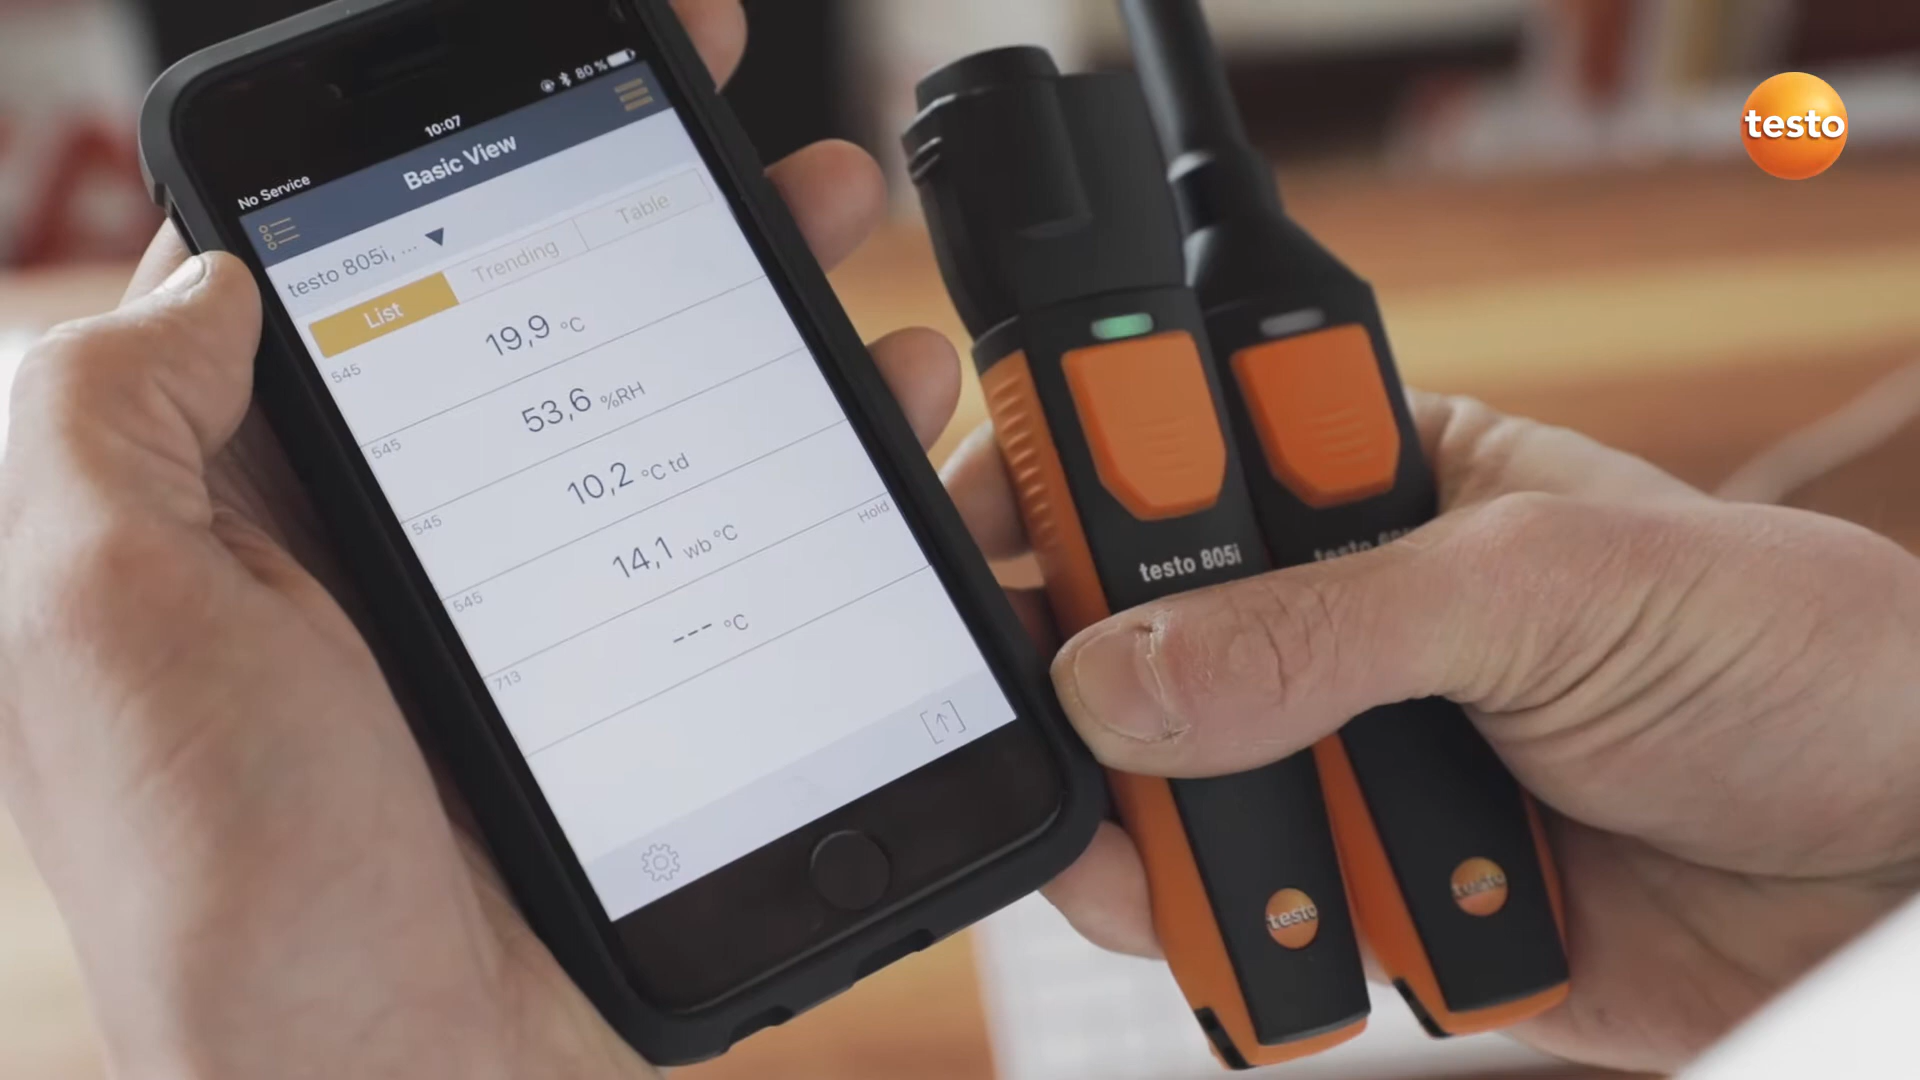 testo
No Service
10:07
80 %
Basic View
testo 805i, ...
List
Trending
Table
545
19,9 °C
545
53,6 %RH
545
10,2 °C td
545
14,1 wb°C
Hold
713
--- °C
testo 805i
testo
testo
testo